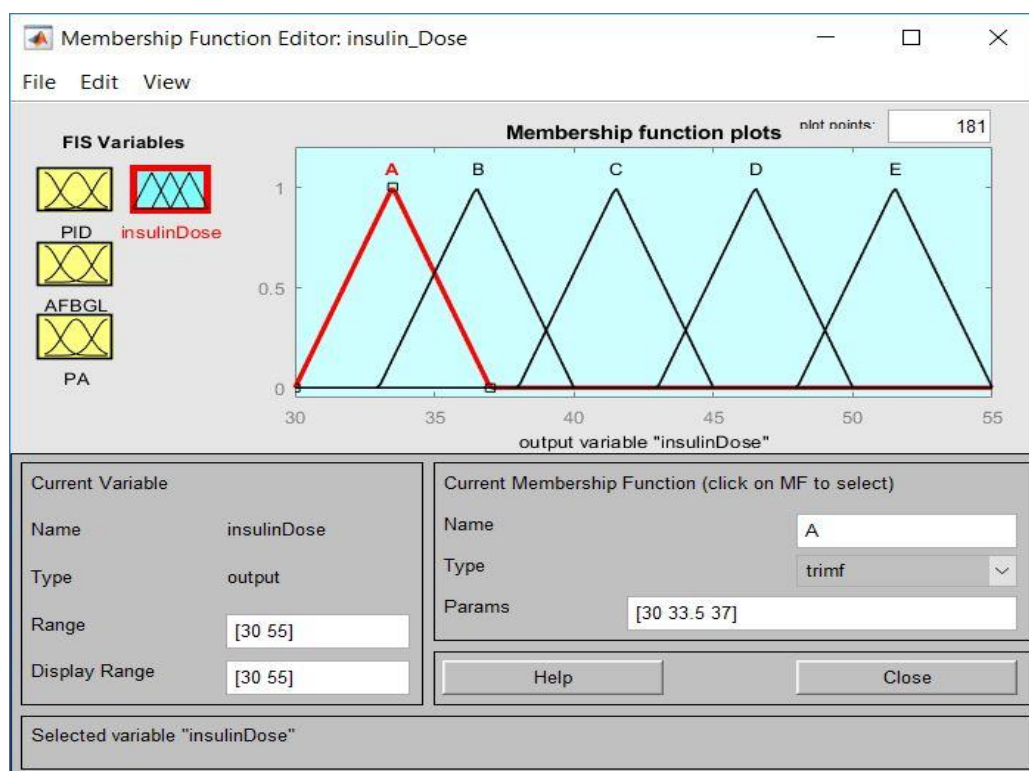 Membership Function Editor: insulin_Dose
File Edit View
FIS Variables
PID
insulinDose
AFBGL
PA
Membership function plots
plot points:
181
A B C D E
1
0.5
0
30 35 40 45 50 55
output variable "insulinDose"
Current Variable
Name insulinDose
Type output
Range [30 55]
Display Range [30 55]
Current Membership Function (click on MF to select)
Name A
Type trimf
Params [30 33.5 37]
Help Close
Selected variable "insulinDose"